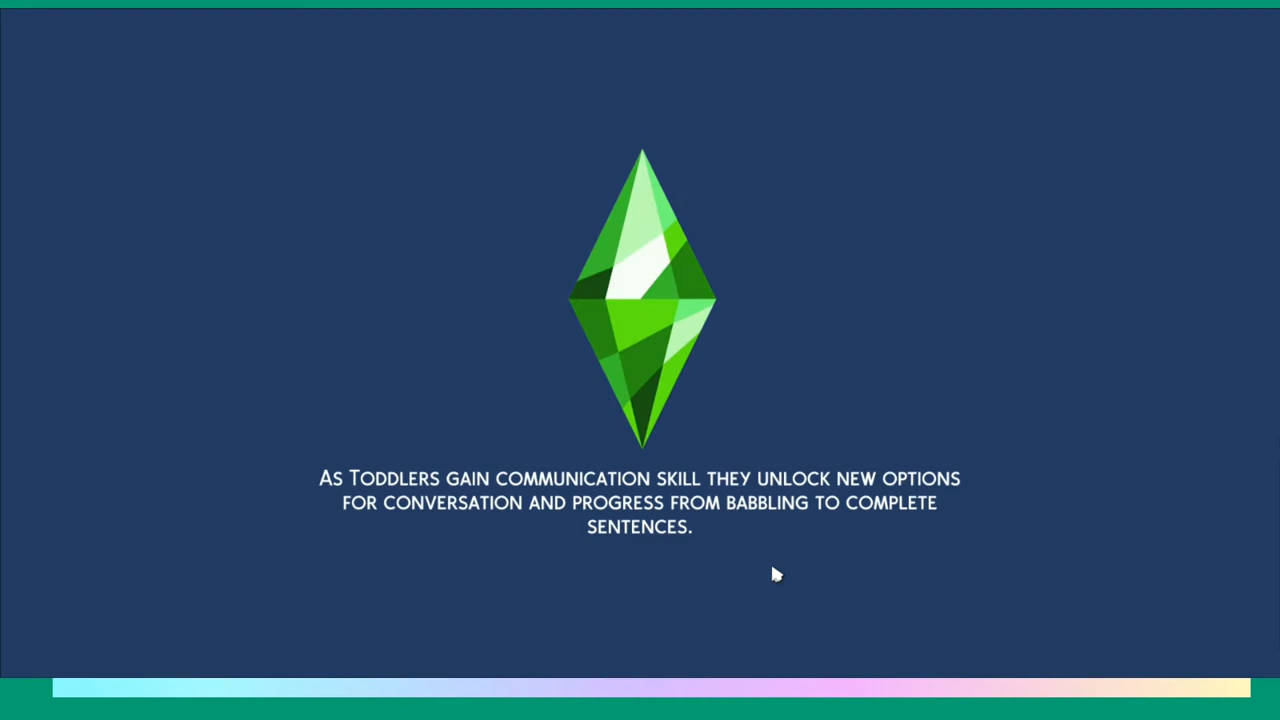 As Toddlers gain communication skill they unlock new options
for conversation and progress from babbling to complete
sentences.